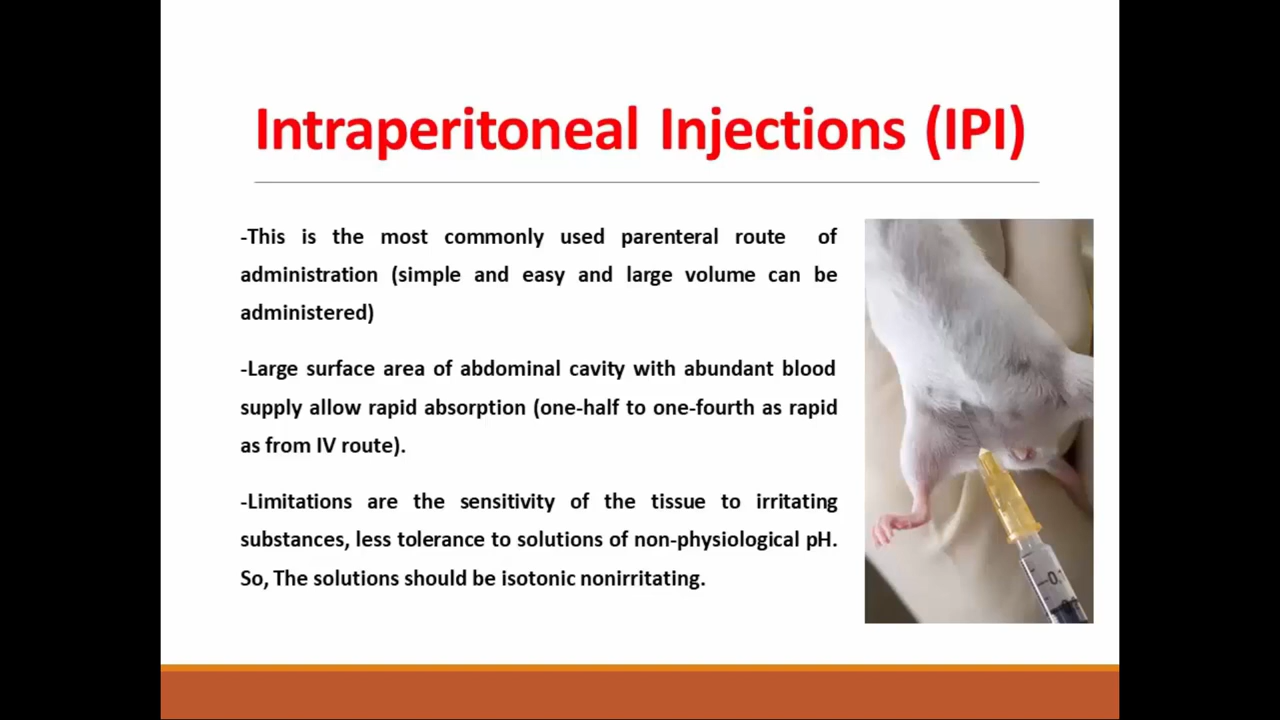 Intraperitoneal Injections (IPI)
-This is the most commonly used parenteral route of
administration (simple and easy and large volume can be
administered)
-Large surface area of abdominal cavity with abundant blood
supply allow rapid absorption (one-half to one-fourth as rapid
as from IV route).
-Limitations are the sensitivity of the tissue to irritating
substances, less tolerance to solutions of non-physiological pH.
So, The solutions should be isotonic nonirritating.